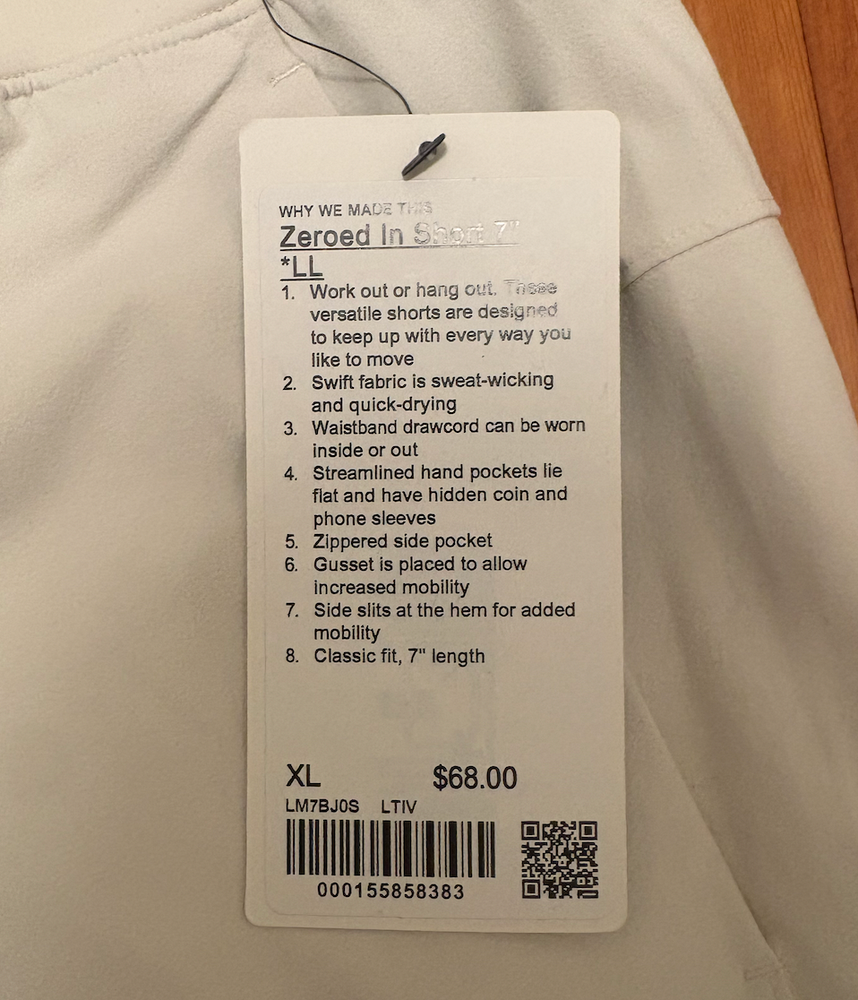 WHY WE MADE THIS
Zeroed In Short 7"
*LL
1. Work out or hang out. These
versatile shorts are designed
to keep up with every way you
like to move
2. Swift fabric is sweat-wicking
and quick-drying
3. Waistband drawcord can be worn
inside or out
4. Streamlined hand pockets lie
flat and have hidden coin and
phone sleeves
5. Zippered side pocket
6. Gusset is placed to allow
increased mobility
7. Side slits at the hem for added
mobility
8. Classic fit, 7" length
XL $68.00
LM7BJ0S LTIV
000155858383